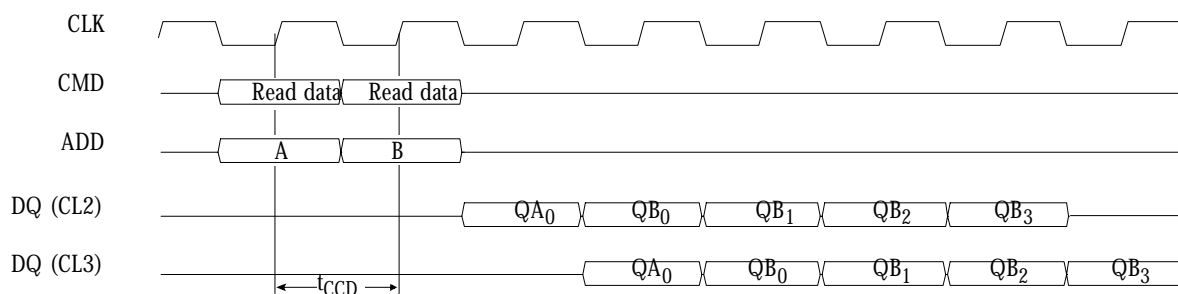 CLK
CMD Read data Read data
ADD A B
DQ (CL2) QA0 QB0 QB1 QB2 QB3
DQ (CL3) QA0 QB0 QB1 QB2 QB3
tCCD